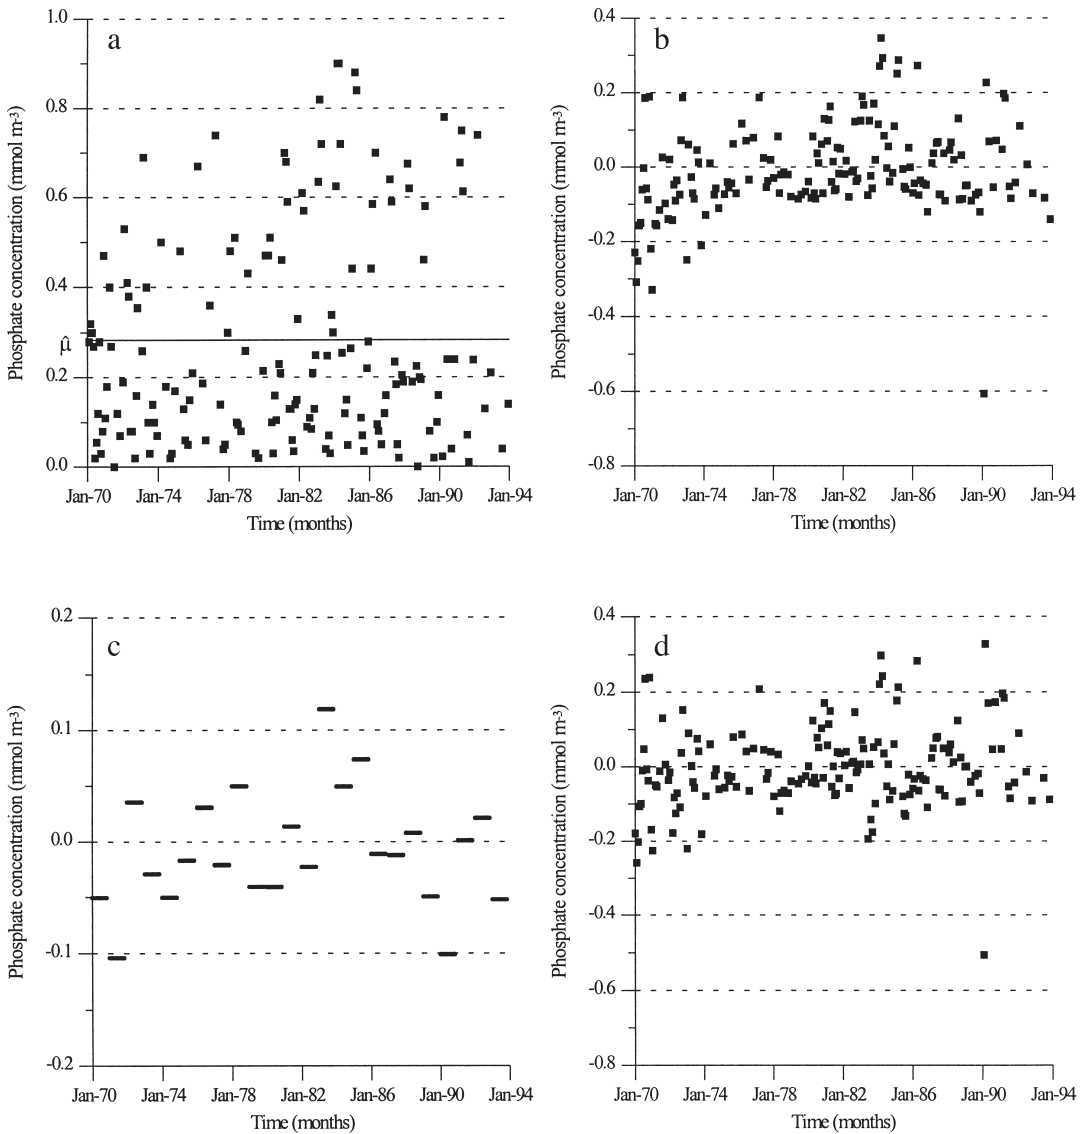 a
Phosphate concentration (mmol m-3)
1.0
0.8
0.6
0.4
μ̂
0.2
0.0
Jan-70 Jan-74 Jan-78 Jan-82 Jan-86 Jan-90 Jan-94
Time (months)
b
Phosphate concentration (mmol m-3)
0.4
0.2
0.0
-0.2
-0.4
-0.6
-0.8
Jan-70 Jan-74 Jan-78 Jan-82 Jan-86 Jan-90 Jan-94
Time (months)
c
Phosphate concentration (mmol m-3)
0.2
0.1
0.0
-0.1
-0.2
Jan-70 Jan-74 Jan-78 Jan-82 Jan-86 Jan-90 Jan-94
Time (months)
d
Phosphate concentration (mmol m-3)
0.4
0.2
0.0
-0.2
-0.4
-0.6
-0.8
Jan-70 Jan-74 Jan-78 Jan-82 Jan-86 Jan-90 Jan-94
Time (months)